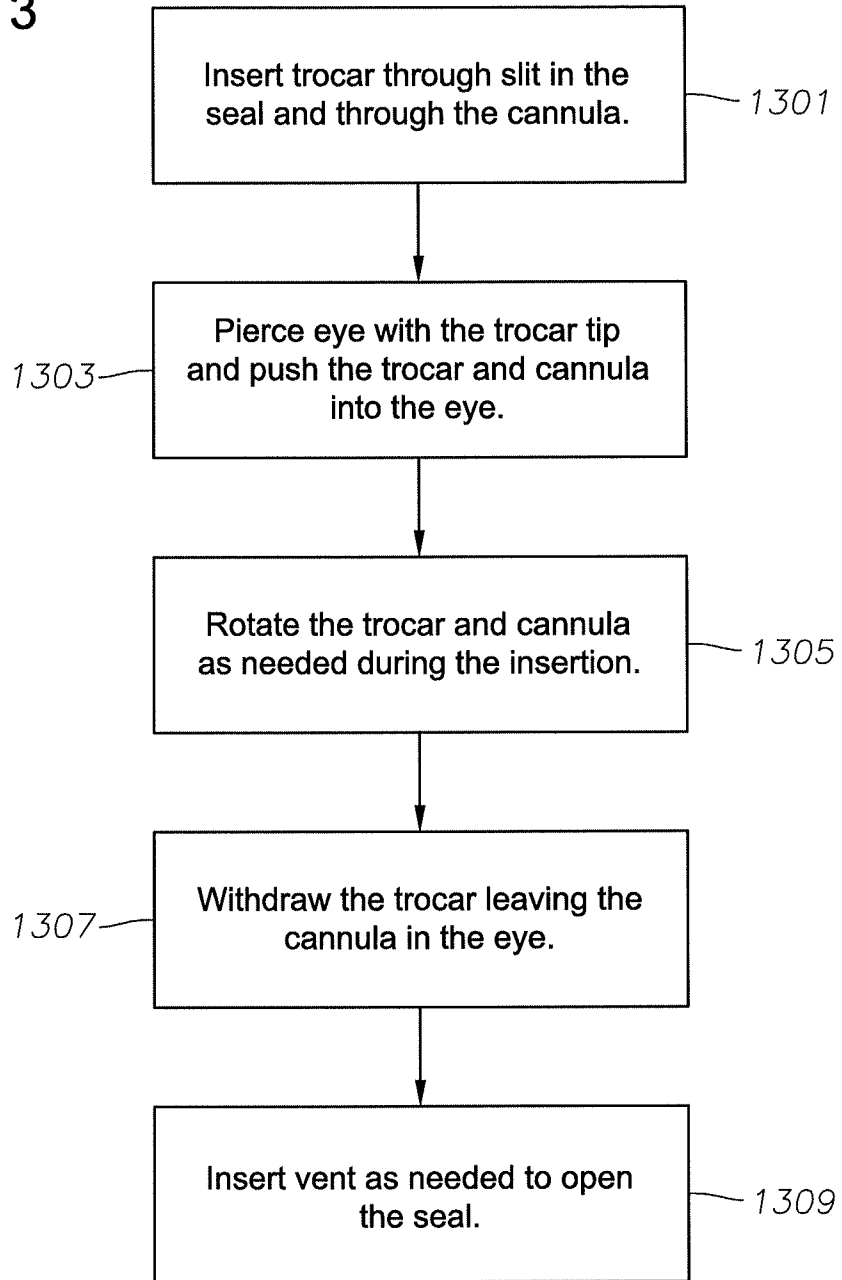 3
Insert trocar through slit in the
seal and through the cannula.
1301
Pierce eye with the trocar tip
and push the trocar and cannula
into the eye.
1303
Rotate the trocar and cannula
as needed during the insertion.
1305
Withdraw the trocar leaving the
cannula in the eye.
1307
Insert vent as needed to open
the seal.
1309